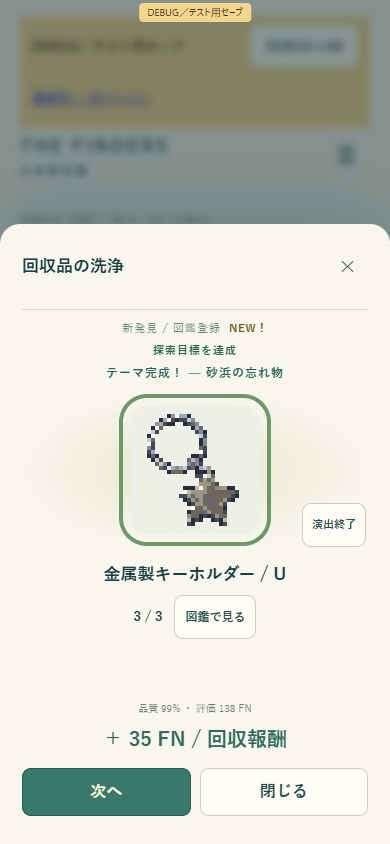 DEBUG／テスト用セーブ
THE FINDERS
回収品の洗浄
×
新発見 / 図鑑登録 NEW！
探索目標を達成
テーマ完成！ — 砂浜の忘れ物
演出終了
金属製キーホルダー / U
3 / 3 図鑑で見る
品質 99% ・ 評価 138 FN
＋ 35 FN / 回収報酬
次へ 閉じる